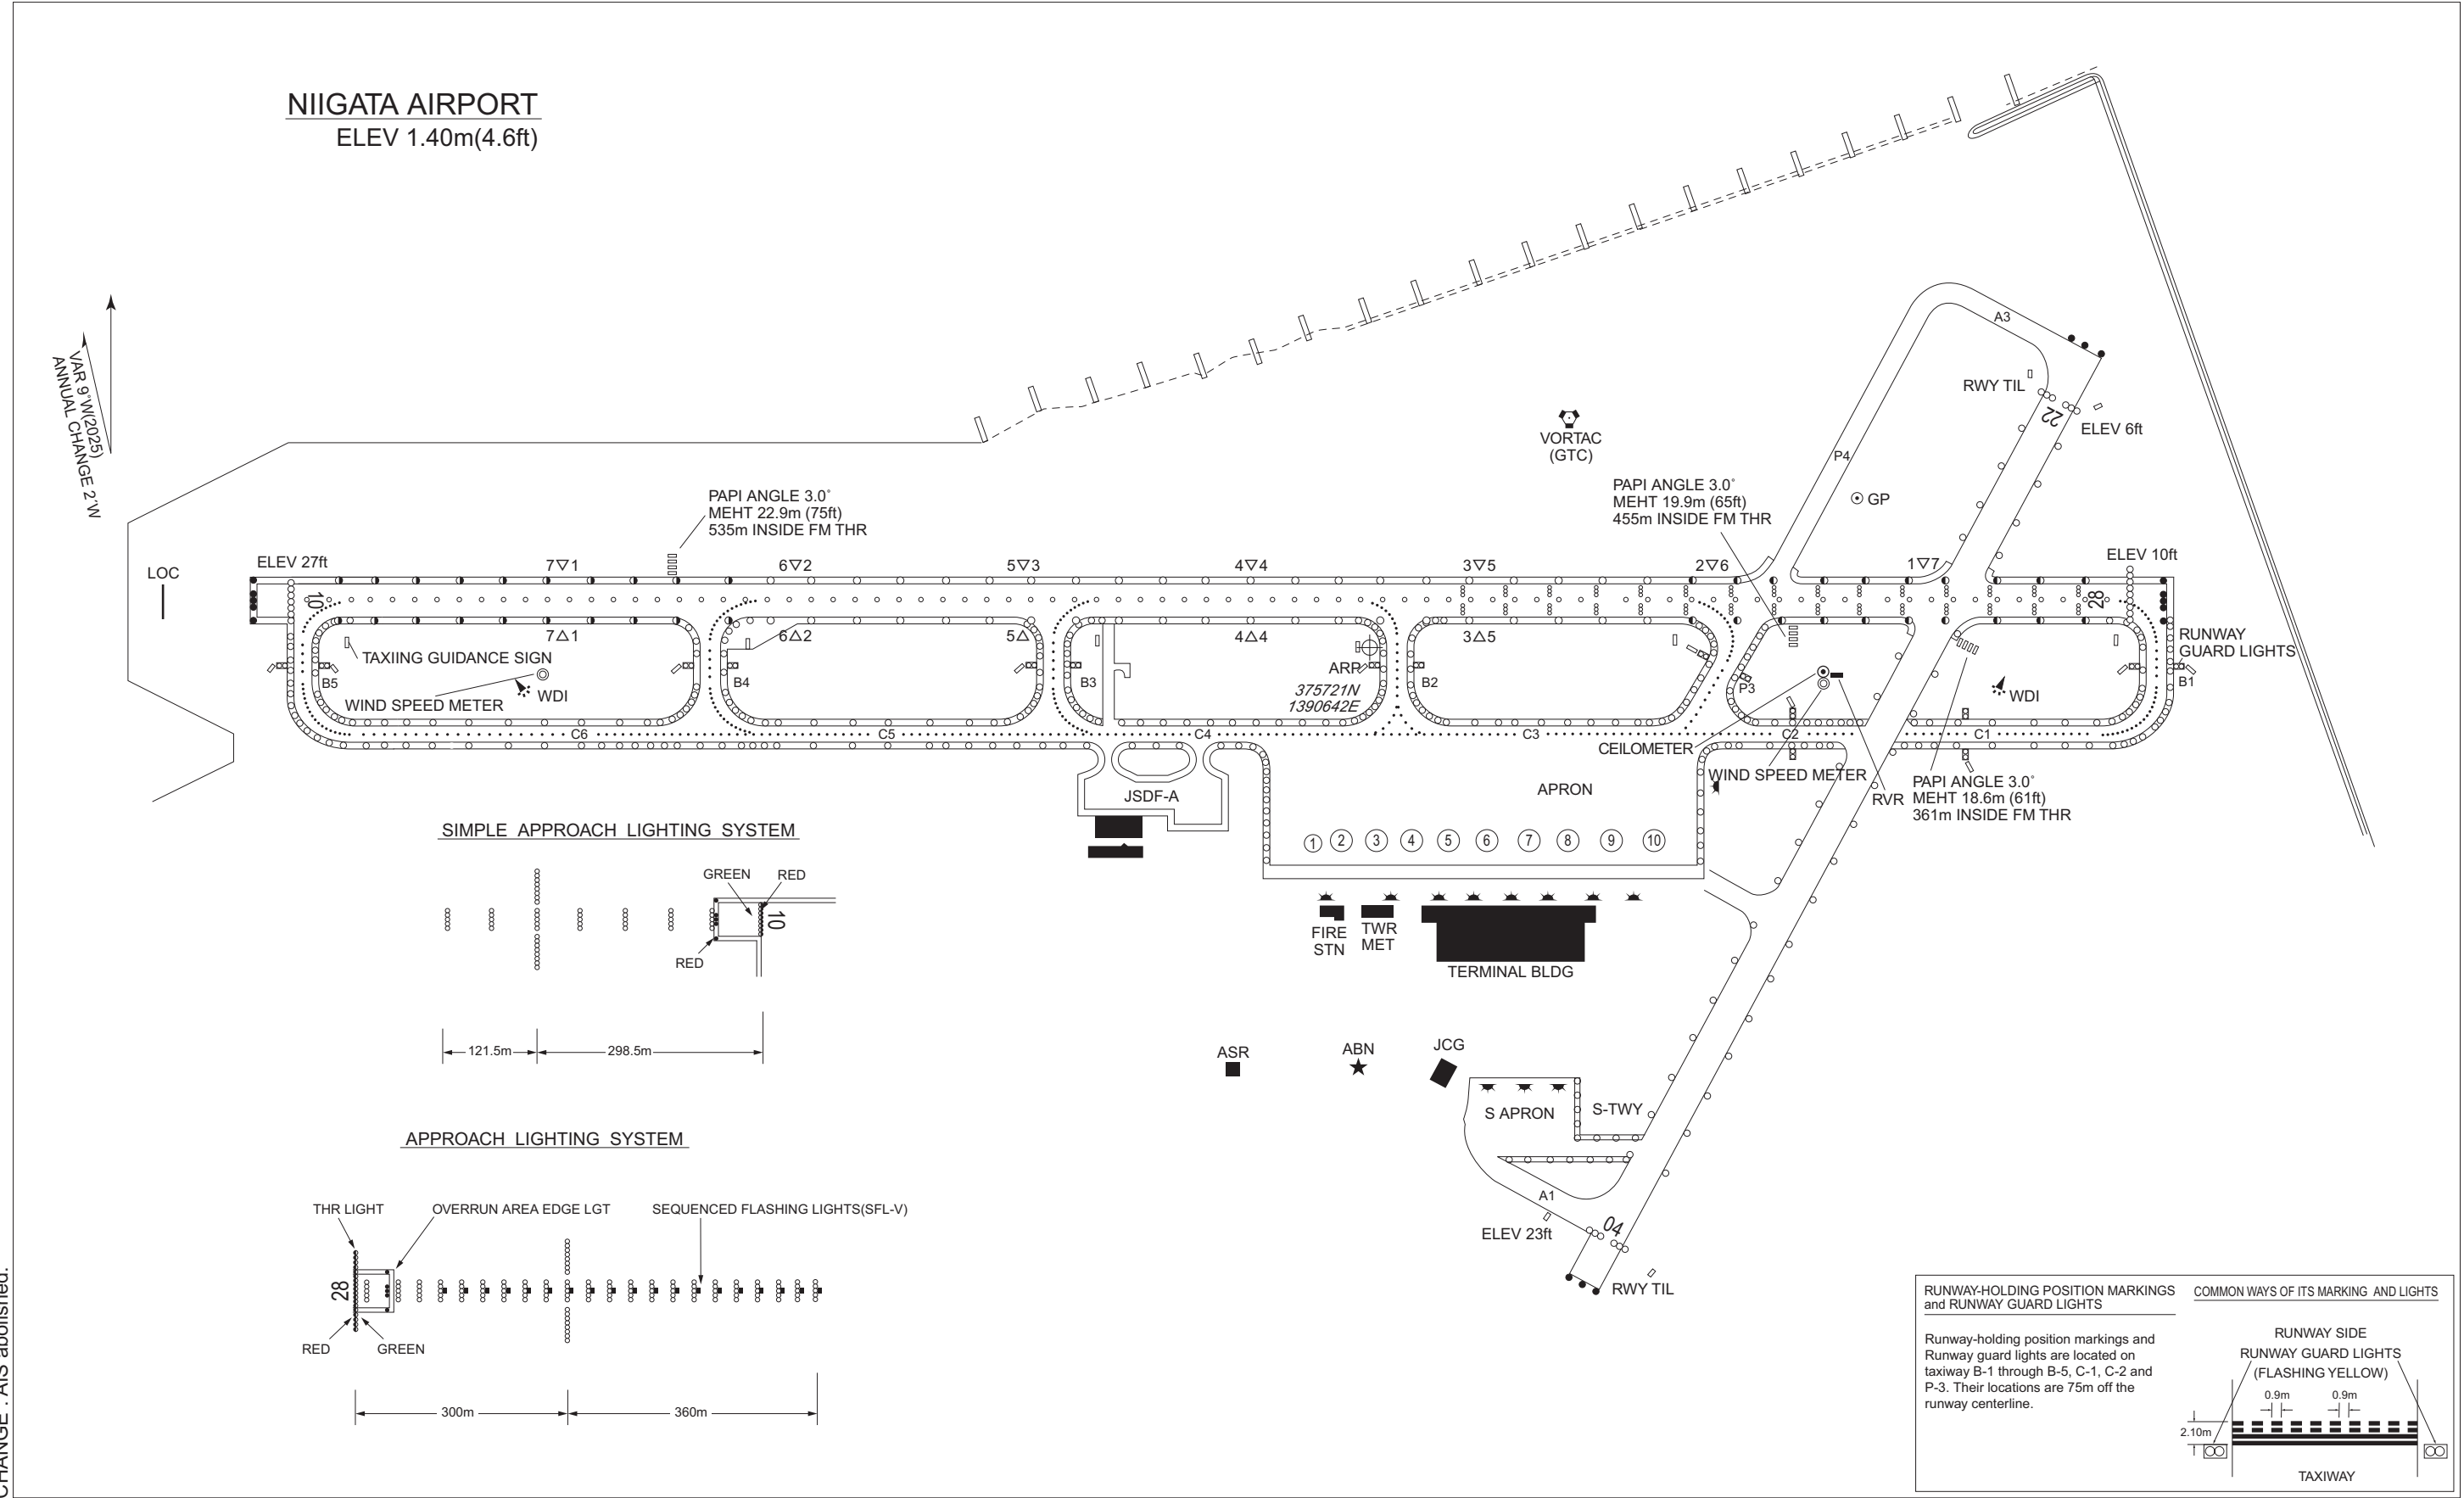 NIIGATA AIRPORT
ELEV 1.40m(4.6ft)
VAR 9°W(2025)
ANNUAL CHANGE 2'W
VORTAC
(GTC)
A3
RWY TIL
22
ELEV 6ft
P4
GP
PAPI ANGLE 3.0°
MEHT 22.9m (75ft)
535m INSIDE FM THR
PAPI ANGLE 3.0°
MEHT 19.9m (65ft)
455m INSIDE FM THR
LOC
ELEV 27ft
7▽1
6▽2
5▽3
4▽4
3▽5
2▽6
1▽7
ELEV 10ft
10
28
7△1
6△2
5△
4△4
3△5
RUNWAY
GUARD LIGHTS
TAXIING GUIDANCE SIGN
ARP
375721N
1390642E
B5
B4
B3
B2
P3
B1
WIND SPEED METER
WDI
WDI
C6
C5
C4
C3
C2
C1
CEILOMETER
WIND SPEED METER
RVR
PAPI ANGLE 3.0°
MEHT 18.6m (61ft)
361m INSIDE FM THR
JSDF-A
APRON
1 2 3 4 5 6 7 8 9 10
FIRE
STN
TWR
MET
TERMINAL BLDG
SIMPLE APPROACH LIGHTING SYSTEM
GREEN
RED
10
RED
121.5m
298.5m
ASR
ABN
JCG
S APRON
S-TWY
A1
04
ELEV 23ft
RWY TIL
APPROACH LIGHTING SYSTEM
THR LIGHT
OVERRUN AREA EDGE LGT
SEQUENCED FLASHING LIGHTS(SFL-V)
28
RED
GREEN
300m
360m
RUNWAY-HOLDING POSITION MARKINGS
and RUNWAY GUARD LIGHTS
Runway-holding position markings and
Runway guard lights are located on
taxiway B-1 through B-5, C-1, C-2 and
P-3. Their locations are 75m off the
runway centerline.
COMMON WAYS OF ITS MARKING AND LIGHTS
RUNWAY SIDE
RUNWAY GUARD LIGHTS
(FLASHING YELLOW)
0.9m
0.9m
2.10m
TAXIWAY
CHANGE : AIS abolished.